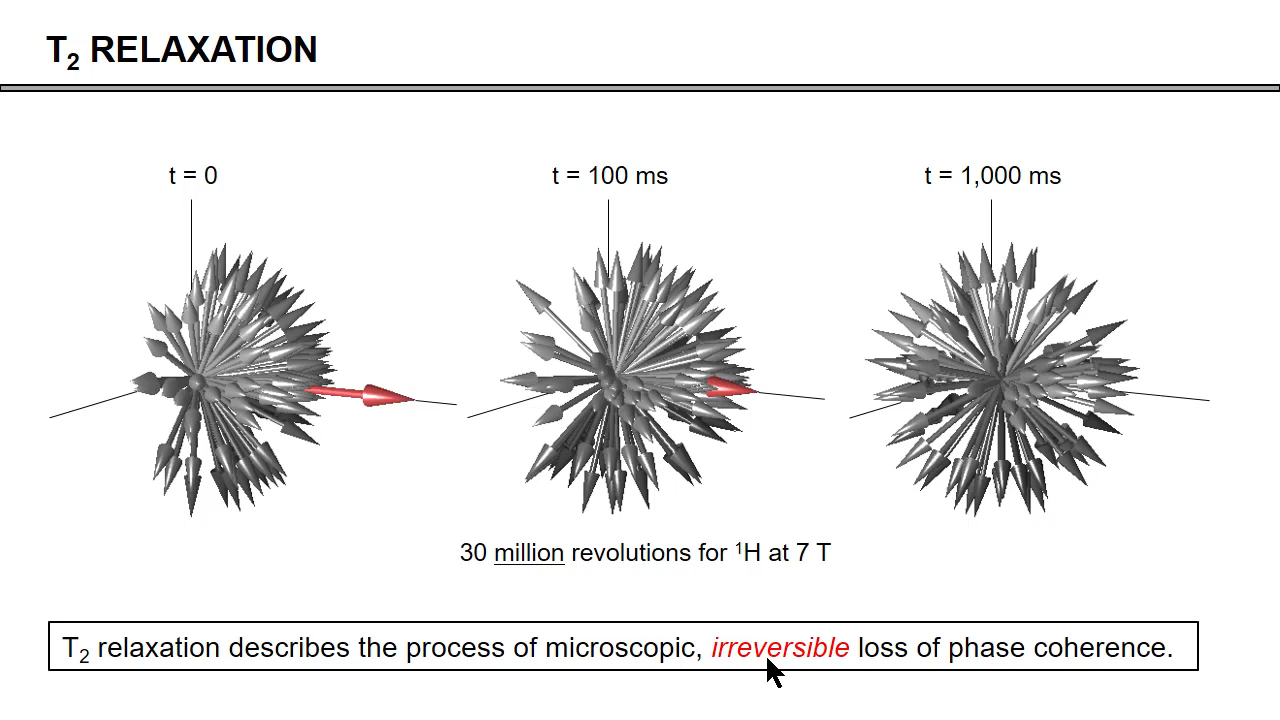 T₂ RELAXATION
t = 0
t = 100 ms
t = 1,000 ms
30 million revolutions for ¹H at 7 T
T₂ relaxation describes the process of microscopic, irreversible loss of phase coherence.